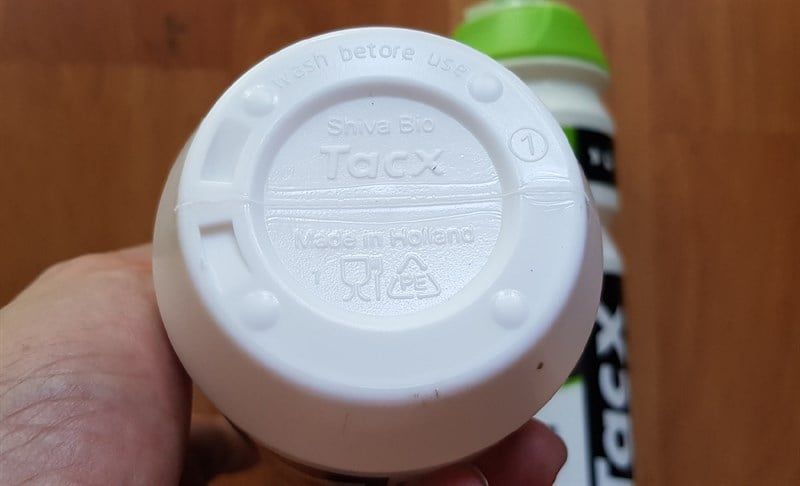 wash before use
Shiva Bio
Tacx
1
Made in Holland
1
PE
Tacx